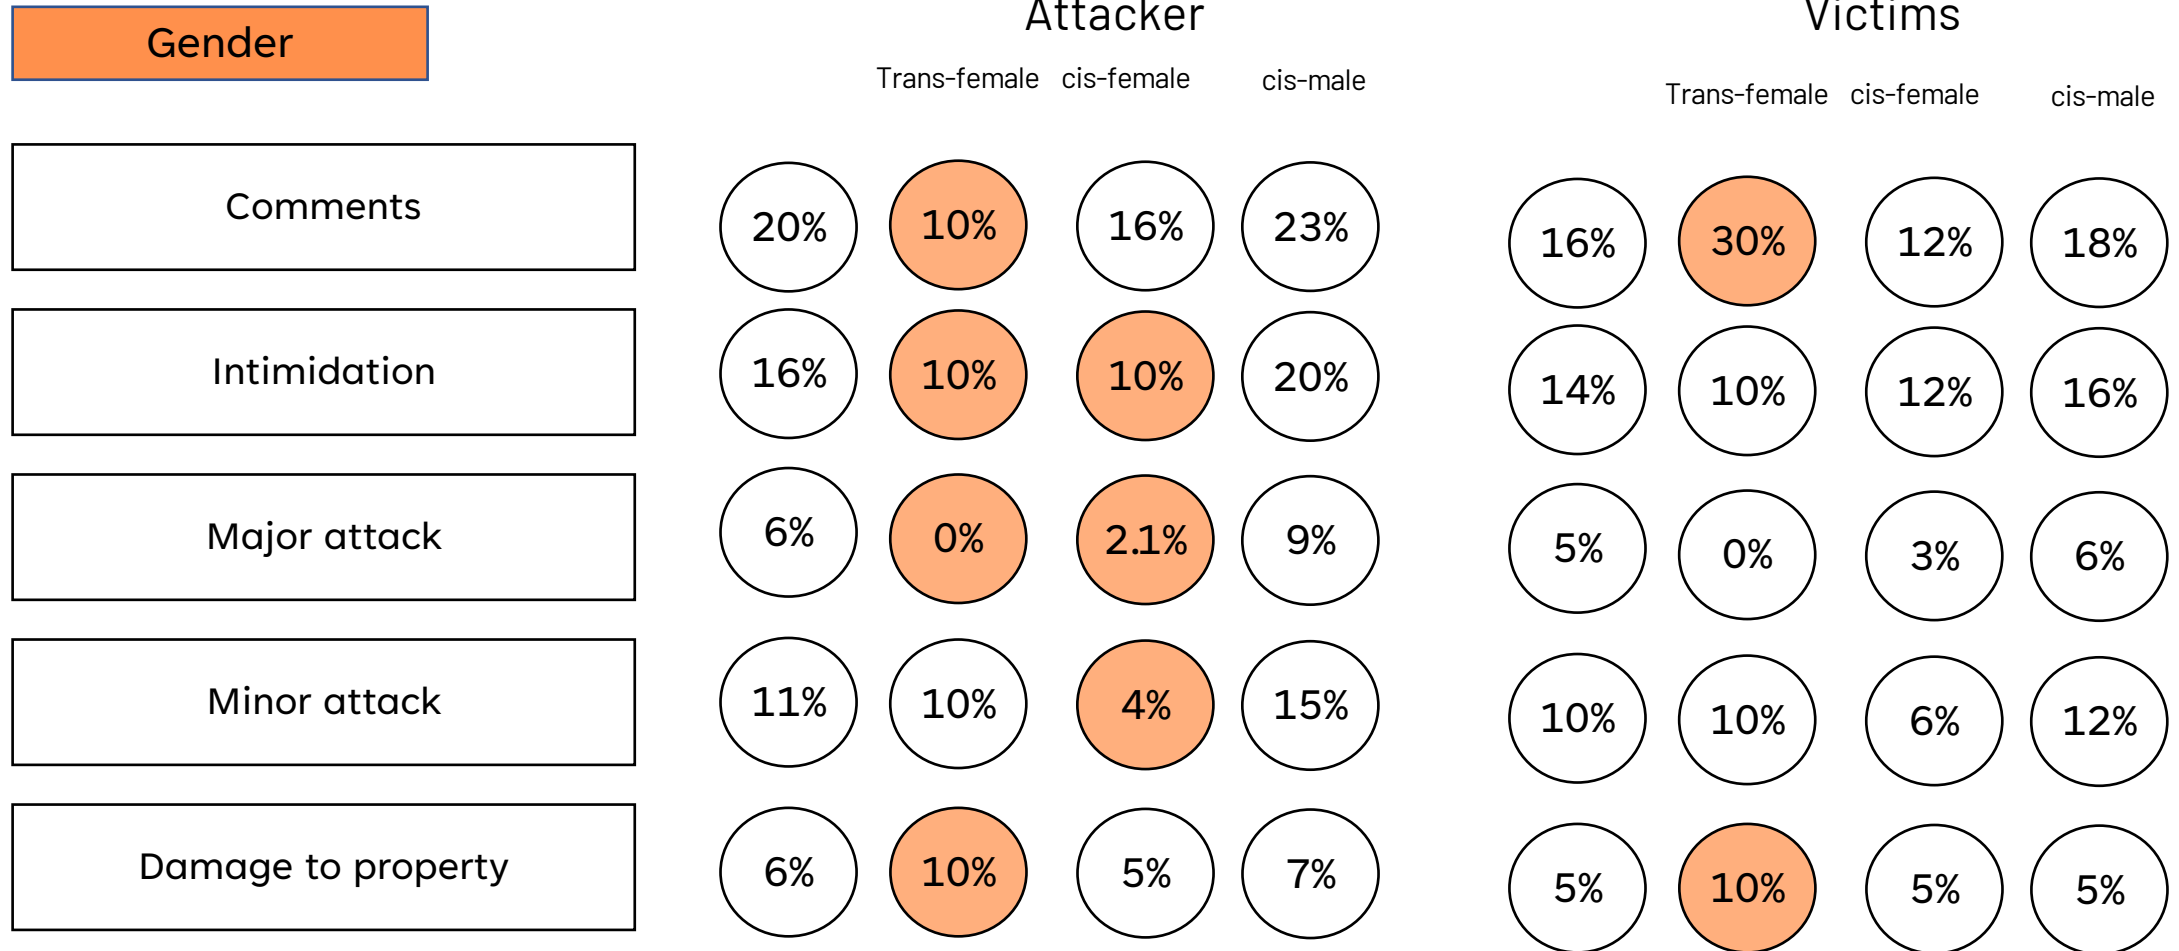 Gender
Attacker
Victims
Trans-female cis-female cis-male
Trans-female cis-female cis-male
Comments
20% 10% 16% 23% 16% 30% 12% 18%
Intimidation
16% 10% 10% 20% 14% 10% 12% 16%
Major attack
6% 0% 2.1% 9% 5% 0% 3% 6%
Minor attack
11% 10% 4% 15% 10% 10% 6% 12%
Damage to property
6% 10% 5% 7% 5% 10% 5% 5%